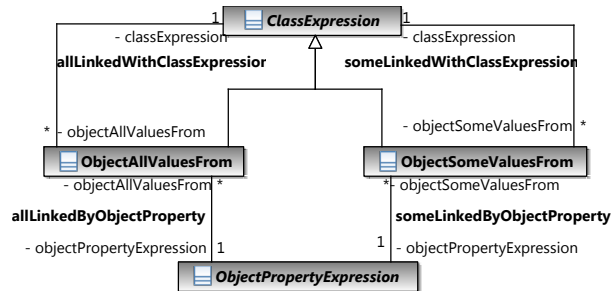 1 ClassExpression 1
- classExpression - classExpression
allLinkedWithClassExpression someLinkedWithClassExpression
* - objectAllValuesFrom - objectSomeValuesFrom *
ObjectAllValuesFrom ObjectSomeValuesFrom
- objectAllValuesFrom * *- objectSomeValuesFrom
allLinkedByObjectProperty someLinkedByObjectProperty
- objectPropertyExpression 1 1 - objectPropertyExpression
ObjectPropertyExpression